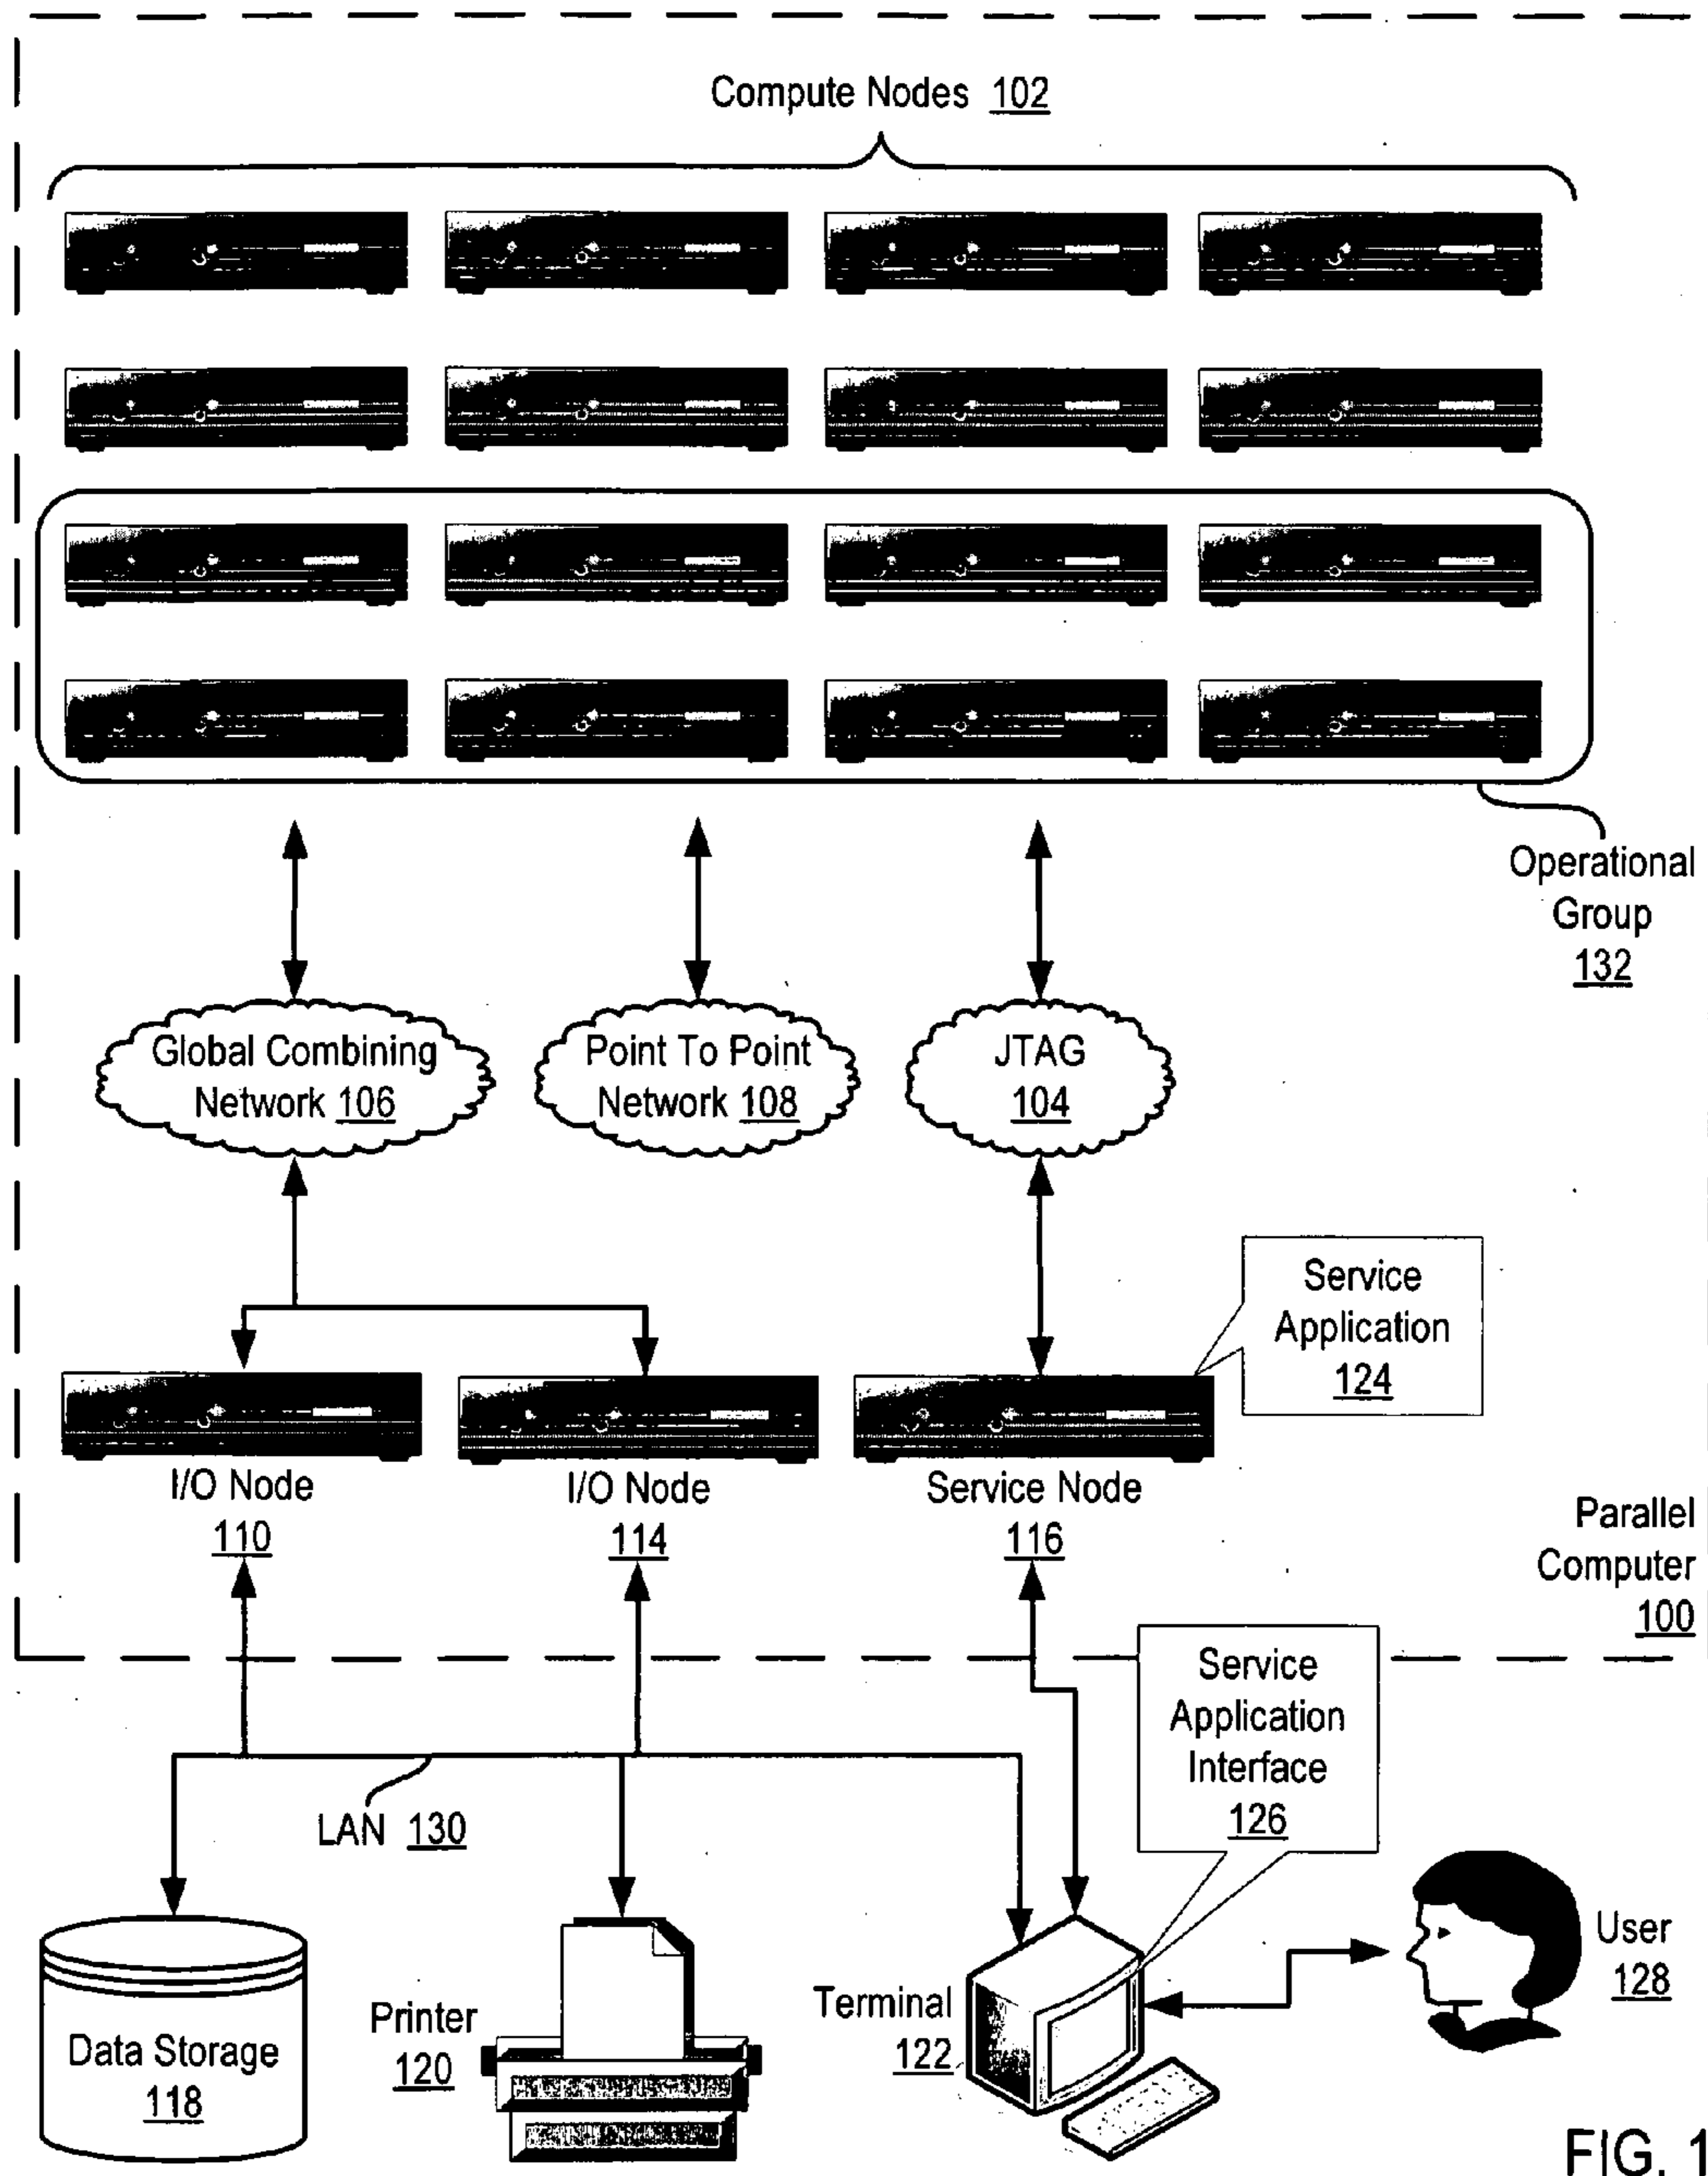 Compute Nodes 102
Operational
Group
132
Global Combining
Network 106
Point To Point
Network 108
JTAG
104
Service
Application
124
I/O Node
110
I/O Node
114
Service Node
116
Parallel
Computer
100
Service
Application
Interface
126
LAN 130
Data Storage
118
Printer
120
Terminal
122
User
128
FIG. 1